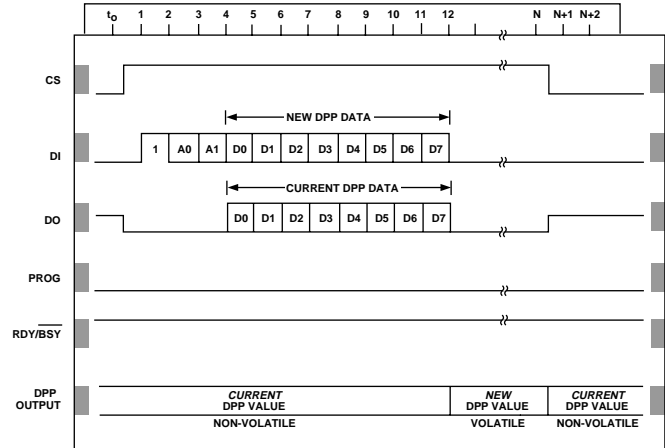 to 1 2 3 4 5 6 7 8 9 10 11 12 N N+1 N+2
CS
NEW DPP DATA
DI 1 A0 A1 D0 D1 D2 D3 D4 D5 D6 D7
CURRENT DPP DATA
DO D0 D1 D2 D3 D4 D5 D6 D7
PROG
RDY/BSY
DPP OUTPUT
CURRENT DPP VALUE
NON-VOLATILE
NEW DPP VALUE
VOLATILE
CURRENT DPP VALUE
NON-VOLATILE